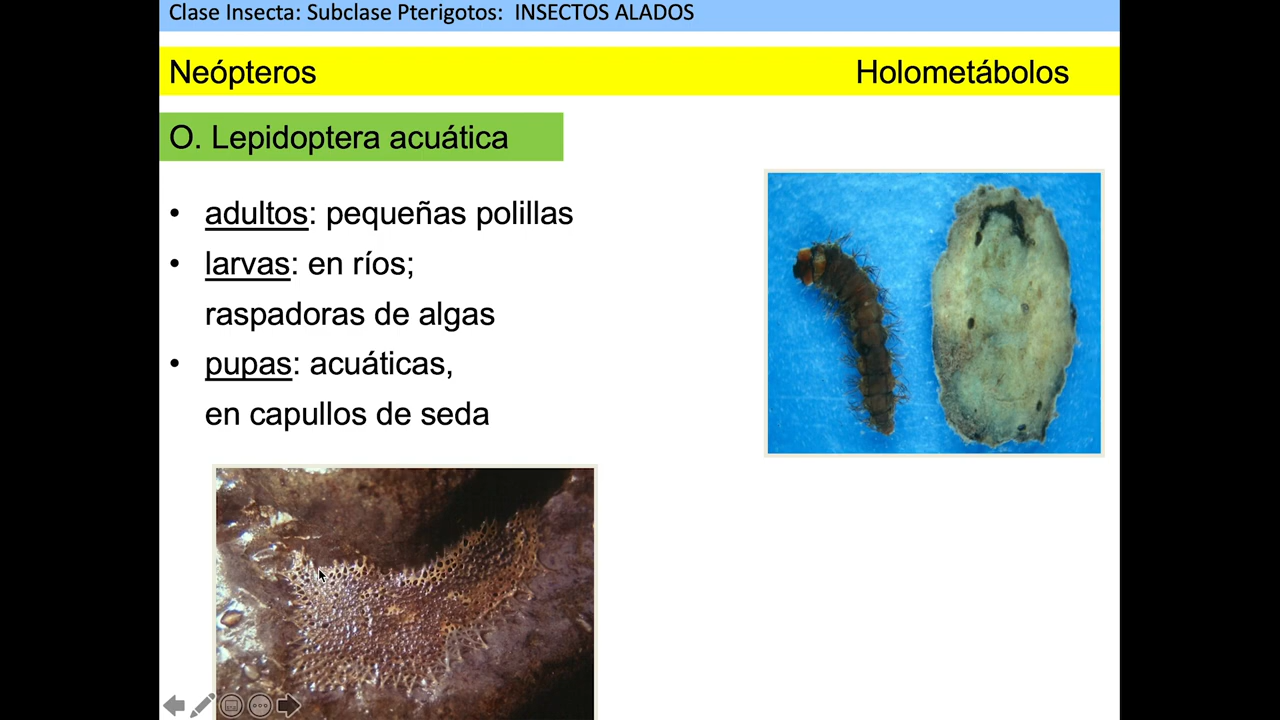 Clase Insecta: Subclase Pterigotos: INSECTOS ALADOS
Neópteros Holometábolos
O. Lepidoptera acuática
• adultos: pequeñas polillas
• larvas: en ríos;
raspadoras de algas
• pupas: acuáticas,
en capullos de seda